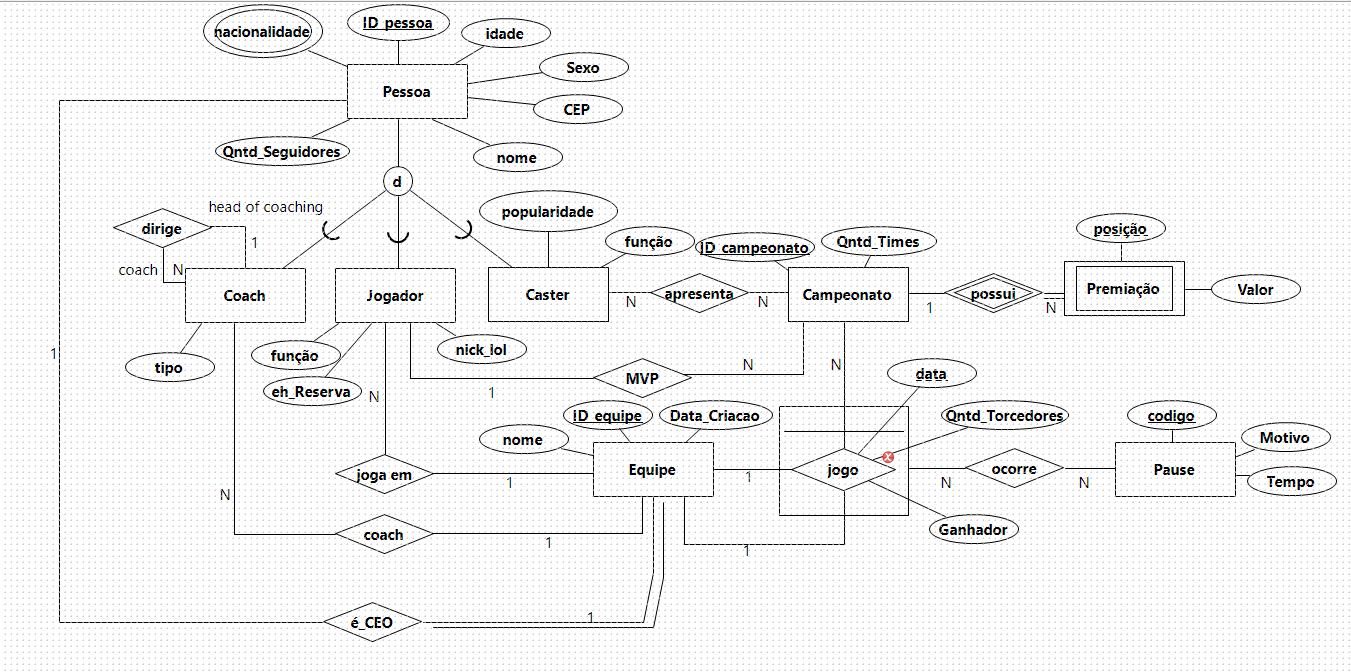 nacionalidade
ID_pessoa
idade
Sexo
Pessoa
CEP
Qntd_Seguidores
nome
d
head of coaching
popularidade
dirige
1
função
ID_campeonato
Qntd_Times
posição
coach
N
Coach
Jogador
Caster
N
apresenta
N
Campeonato
1
possui
N
Premiação
Valor
1
tipo
função
nick_lol
eh_Reserva
N
1
MVP
N
N
data
nome
ID_equipe
Data_Criacao
Qntd_Torcedores
codigo
Motivo
joga em
1
Equipe
1
jogo
N
ocorre
N
Pause
Tempo
N
coach
1
1
Ganhador
é_CEO
1